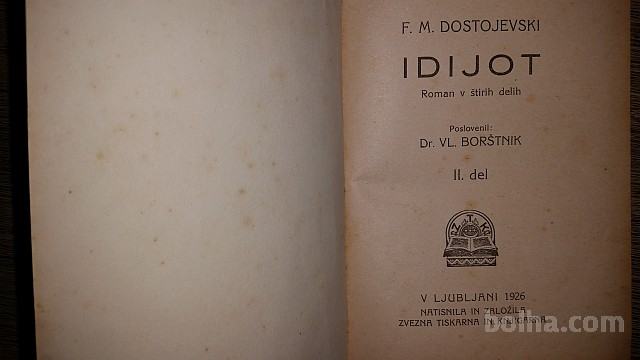 F. M. DOSTOJEVSKI
IDIJOT
Roman v štirih delih
Poslovenil:
Dr. VL. BORŠTNIK
II. del
Z T K
V LJUBLJANI 1926
NATISNILA IN ZALOŽILA
ZVEZNA TISKARNA IN KNJIGARNA
bolha.com